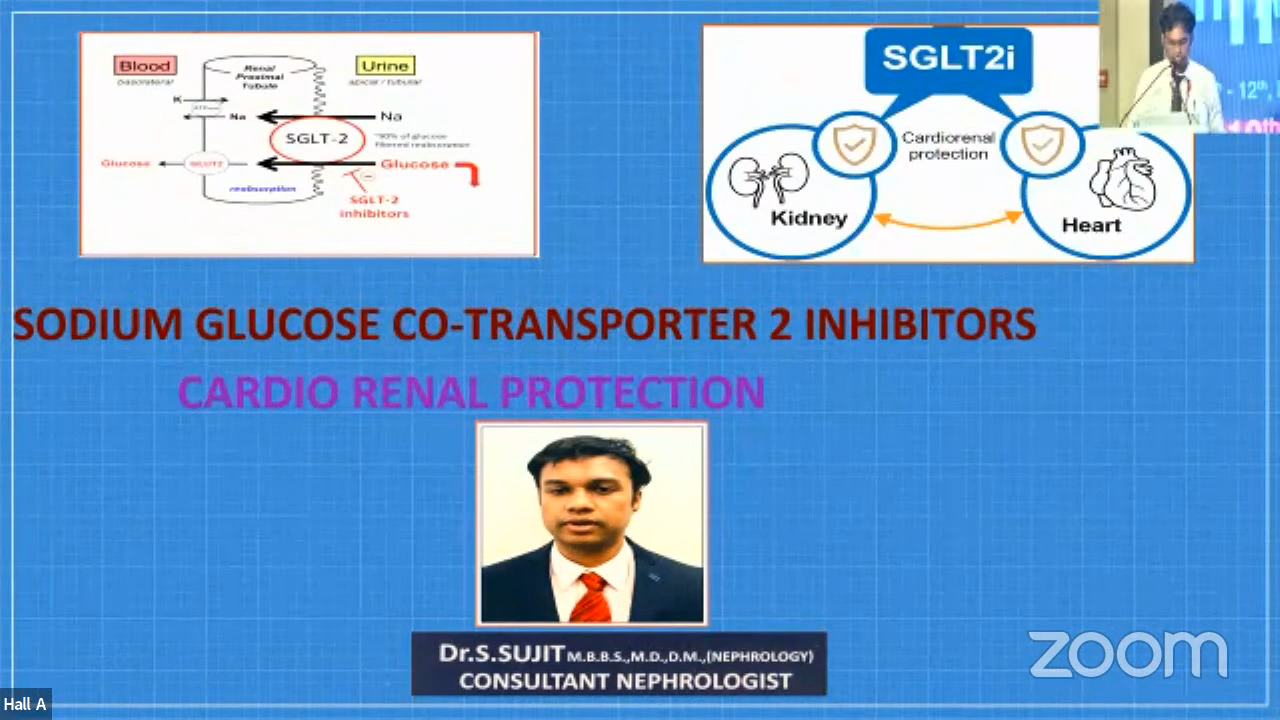 Blood
basolateral
Renal
Proximal
Tubule
Urine
apical / tubular
K
Na
Na
SGLT-2
~90% of glucose
filtered reabsorption
Glucose
GLUT2
Glucose
reabsorption
SGLT-2
inhibitors
SGLT2i
Cardiorenal
protection
Kidney
Heart
- 12th,
SODIUM GLUCOSE CO-TRANSPORTER 2 INHIBITORS
CARDIO RENAL PROTECTION
Dr.S.SUJIT M.B.B.S.,M.D.,D.M.,(NEPHROLOGY)
CONSULTANT NEPHROLOGIST
zoom
Hall A